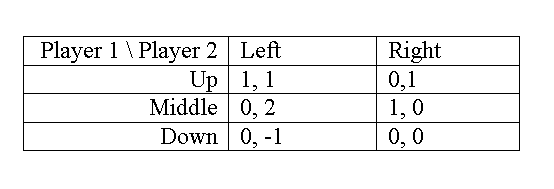 Player 1 \ Player 2 Left Right
Up 1, 1 0,1
Middle 0, 2 1, 0
Down 0, -1 0, 0